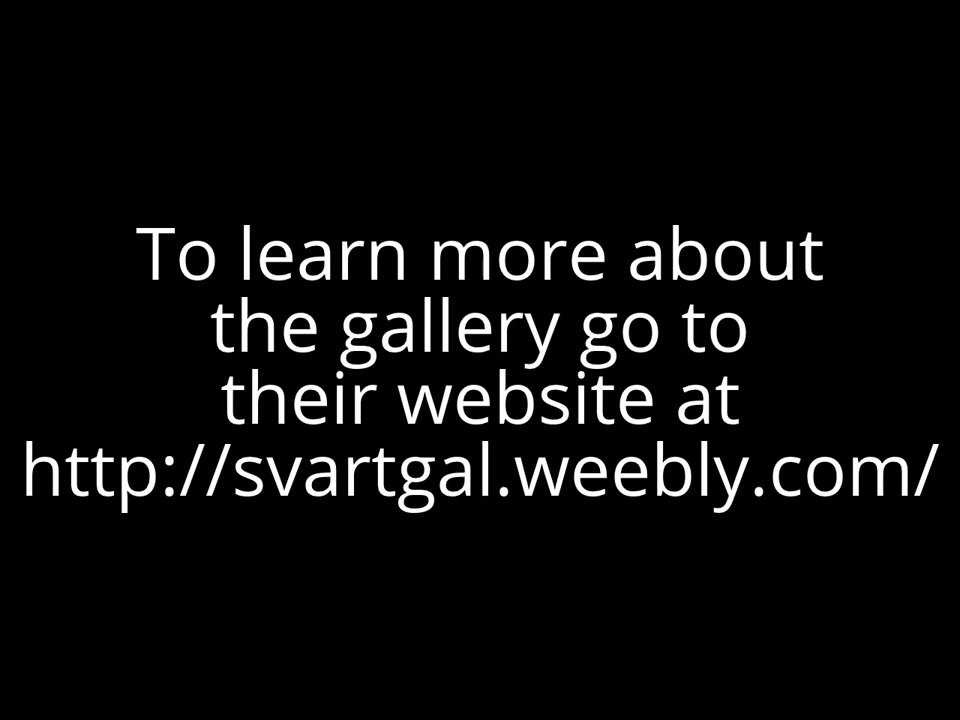 To learn more about
the gallery go to
their website at
http://svartgal.weebly.com/